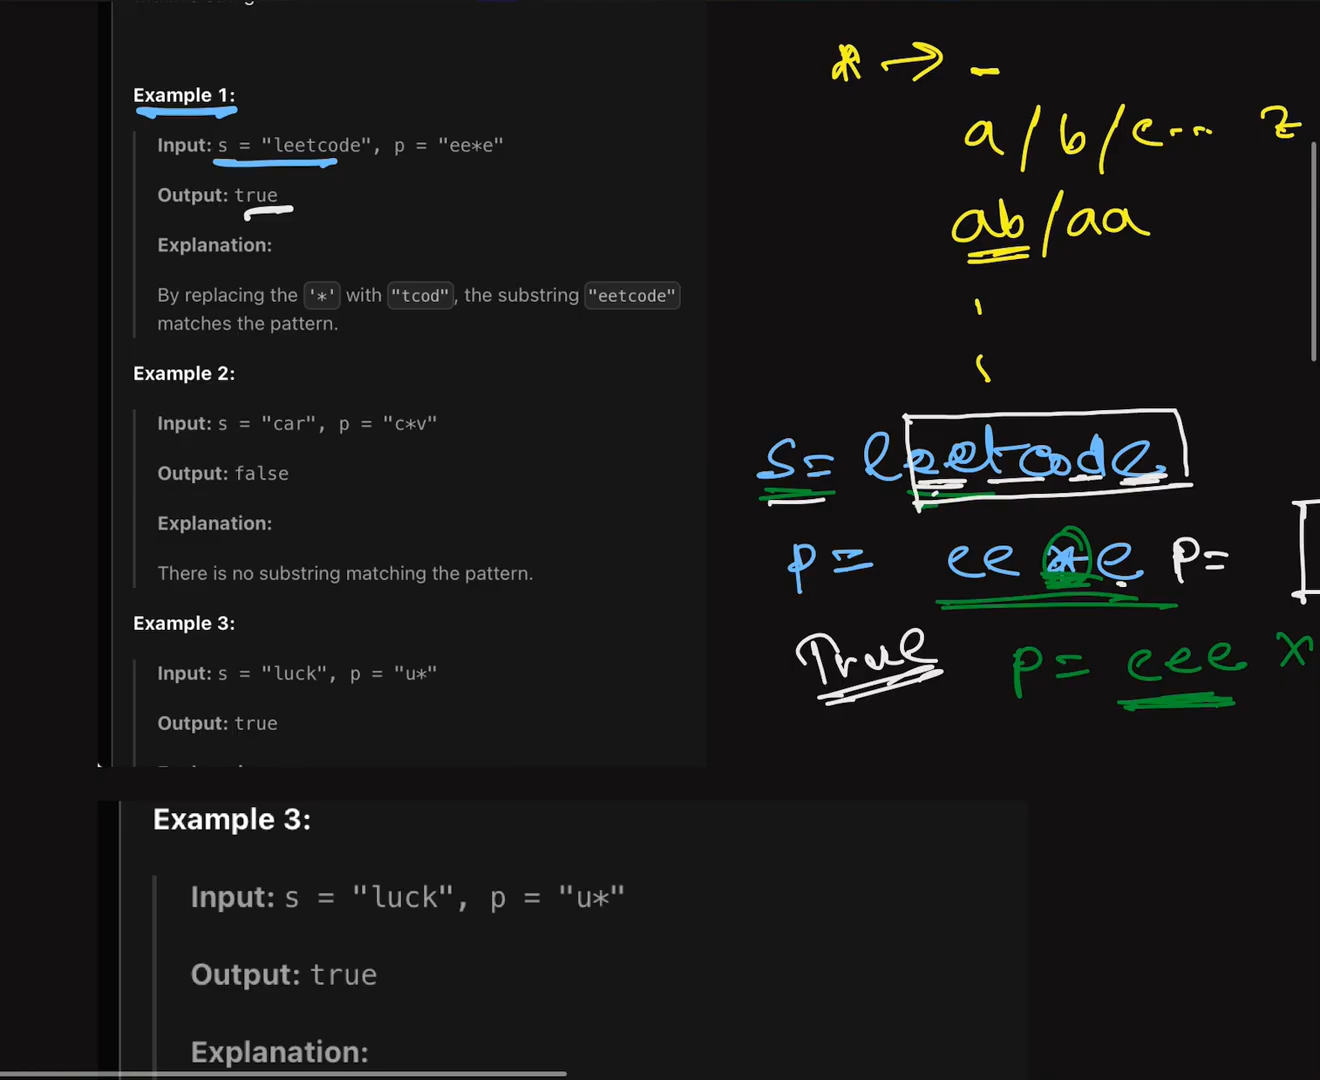 Example 1:
Input: s = "leetcode", p = "ee*e"
Output: true
Explanation:
By replacing the '*' with "tcod", the substring "eetcode"
matches the pattern.
Example 2:
Input: s = "car", p = "c*v"
Output: false
Explanation:
There is no substring matching the pattern.
Example 3:
Input: s = "luck", p = "u*"
Output: true
* → -
a/b/c-- z
ab/aa
s= leetcode
p= ee*e p=
True p= eee x
Example 3:
Input: s = "luck", p = "u*"
Output: true
Explanation: